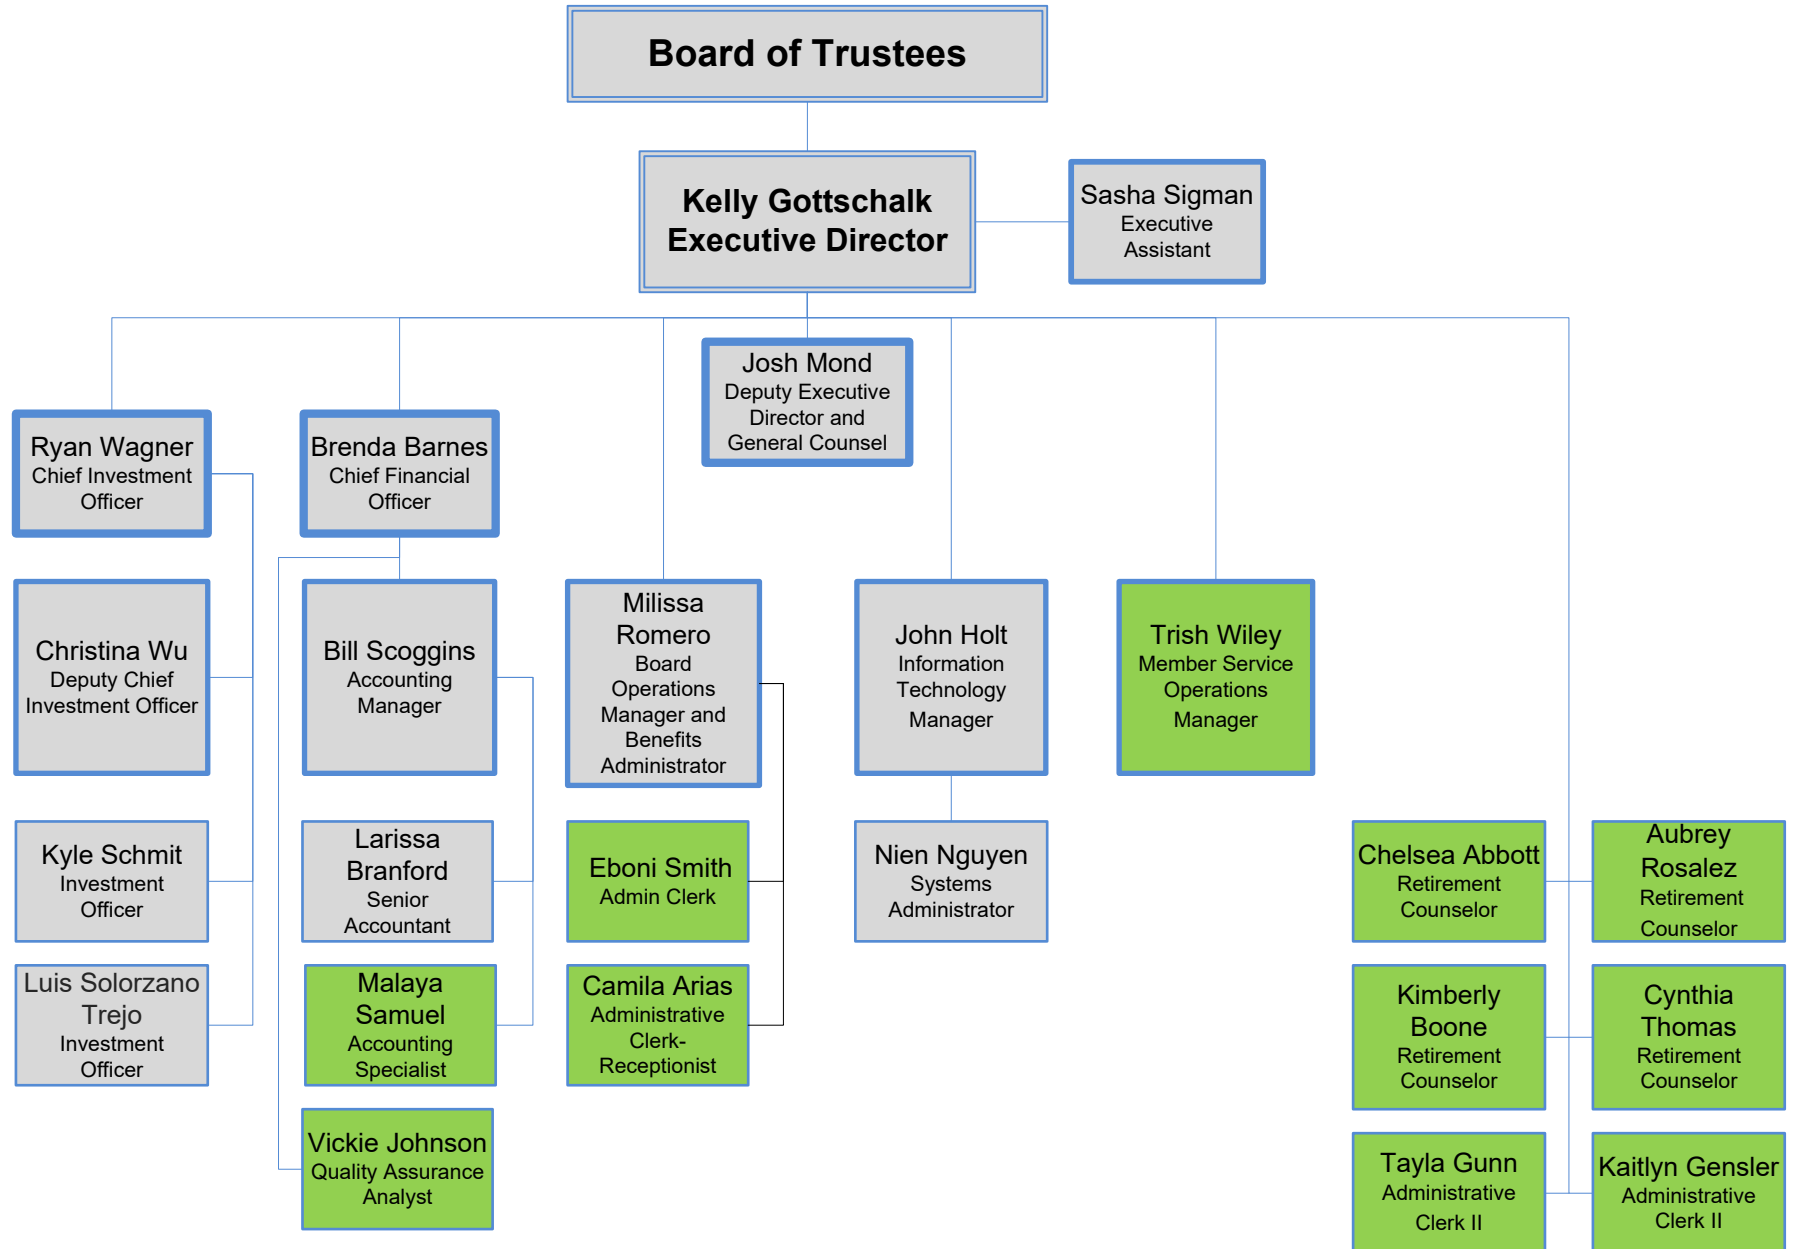 Board of Trustees
Kelly Gottschalk
Executive Director
Sasha Sigman
Executive
Assistant
Josh Mond
Deputy Executive
Director and
General Counsel
Ryan Wagner
Chief Investment
Officer
Brenda Barnes
Chief Financial
Officer
Christina Wu
Deputy Chief
Investment Officer
Bill Scoggins
Accounting
Manager
Milissa
Romero
Board
Operations
Manager and
Benefits
Administrator
John Holt
Information
Technology
Manager
Trish Wiley
Member Service
Operations
Manager
Kyle Schmit
Investment
Officer
Larissa
Branford
Senior
Accountant
Eboni Smith
Admin Clerk
Nien Nguyen
Systems
Administrator
Chelsea Abbott
Retirement
Counselor
Aubrey
Rosalez
Retirement
Counselor
Luis Solorzano
Trejo
Investment
Officer
Malaya
Samuel
Accounting
Specialist
Camila Arias
Administrative
Clerk-
Receptionist
Kimberly
Boone
Retirement
Counselor
Cynthia
Thomas
Retirement
Counselor
Vickie Johnson
Quality Assurance
Analyst
Tayla Gunn
Administrative
Clerk II
Kaitlyn Gensler
Administrative
Clerk II